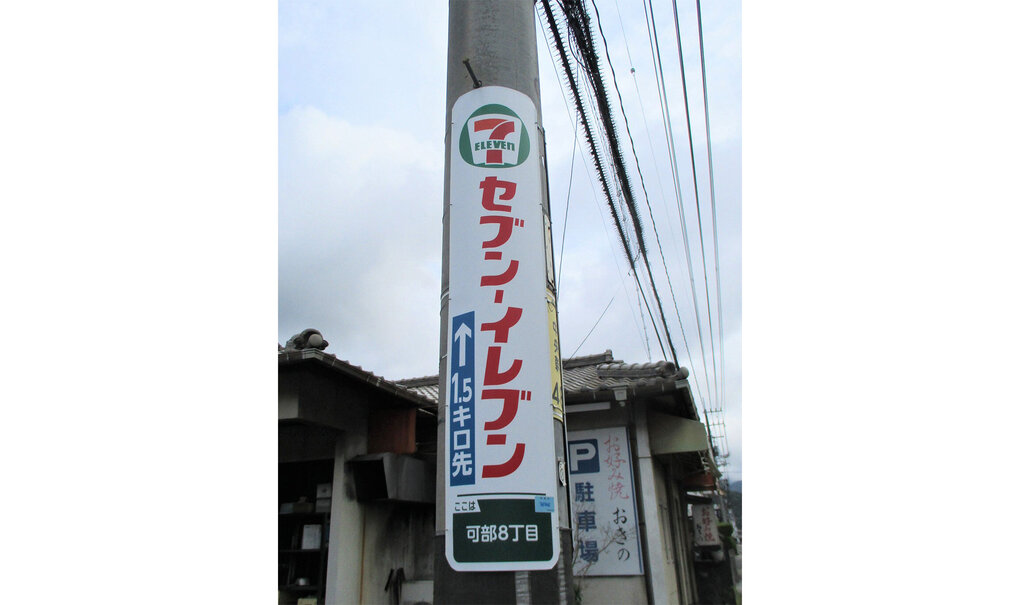 7
ELEVEN
セブン-イレブン
↑1.5キロ先
ここは
可部8丁目
P
駐車場
お好み焼
おきの